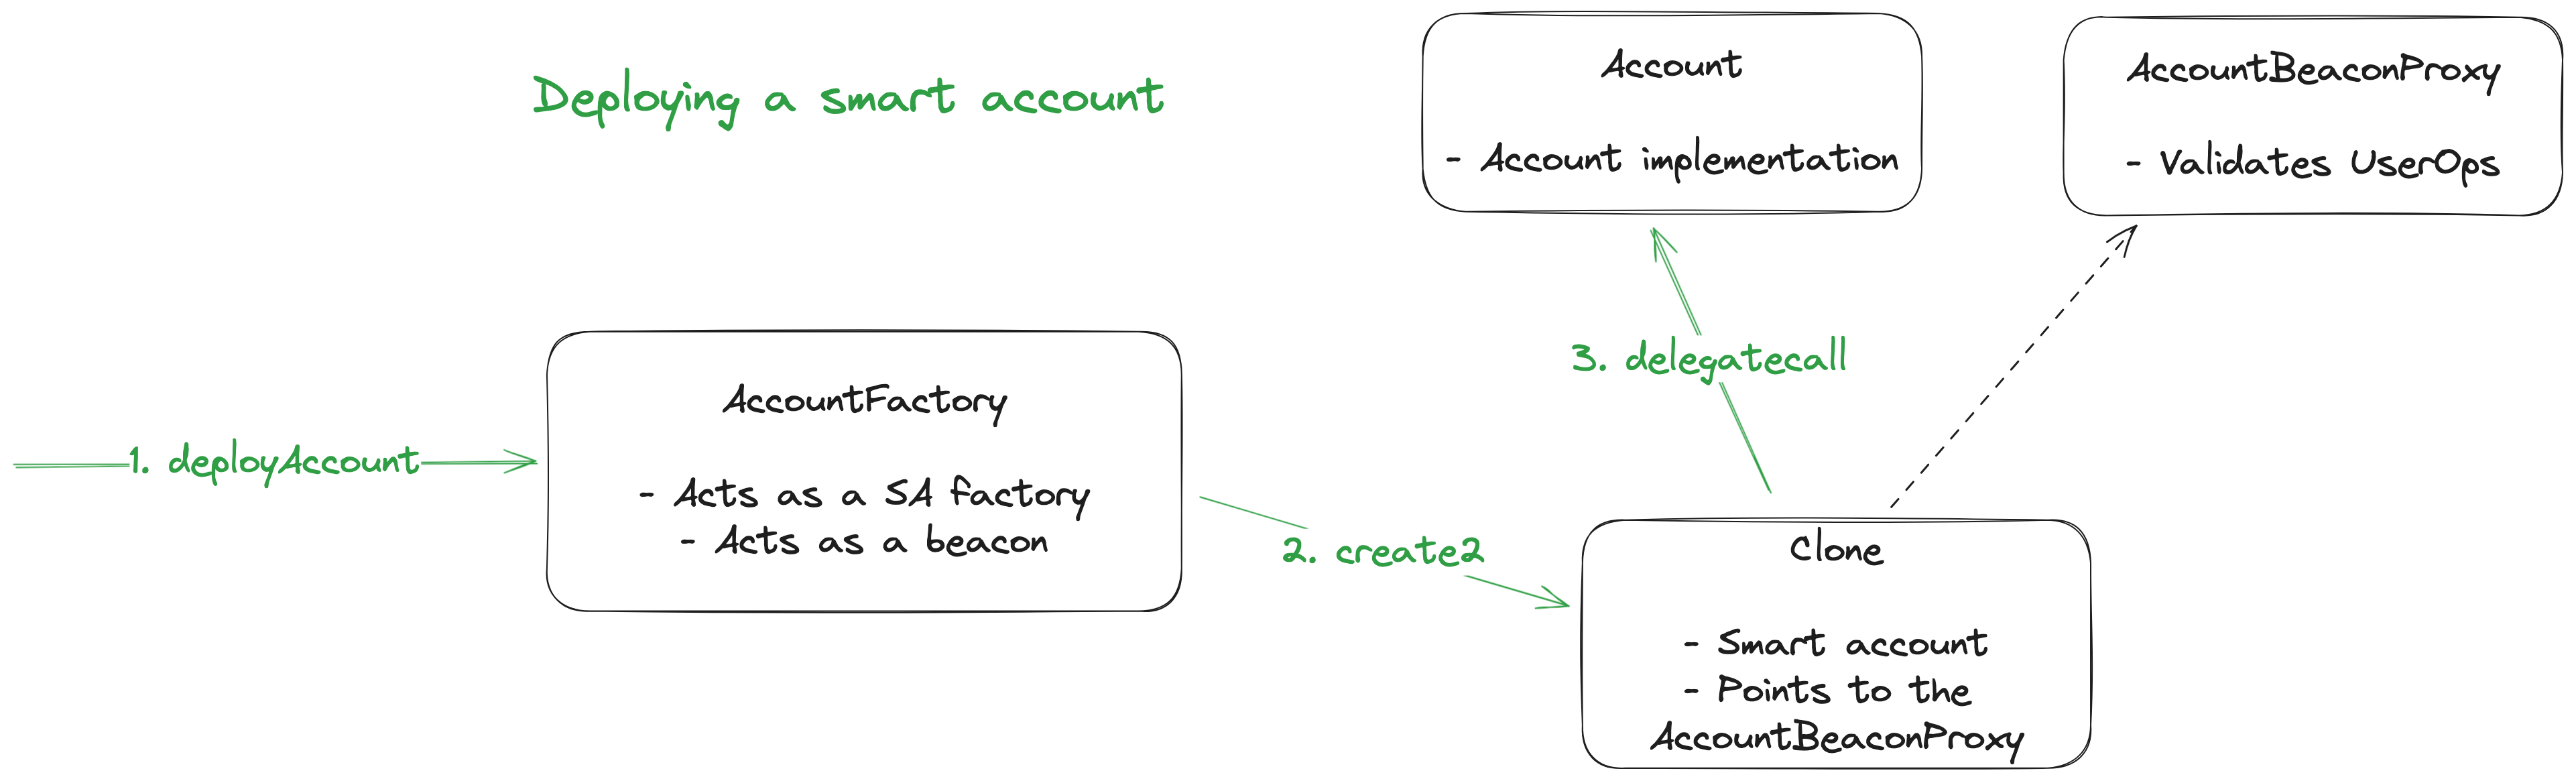 Deploying a smart account
1. deployAccount
AccountFactory
- Acts as a SA factory
- Acts as a beacon
2. create2
3. delegatecall
Account
- Account implementation
AccountBeaconProxy
- Validates UserOps
Clone
- Smart account
- Points to the
AccountBeaconProxy